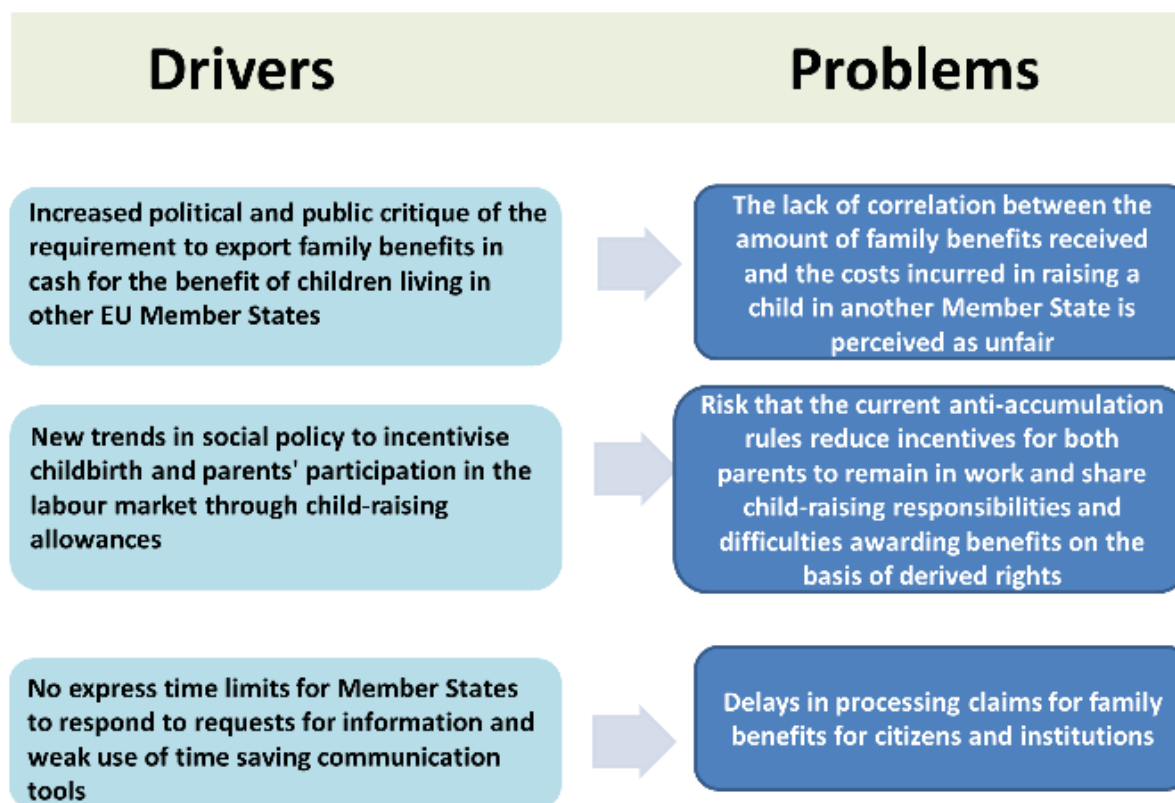 Drivers
Problems
Increased political and public critique of the
requirement to export family benefits in
cash for the benefit of children living in
other EU Member States
The lack of correlation between the
amount of family benefits received
and the costs incurred in raising a
child in another Member State is
perceived as unfair
New trends in social policy to incentivise
childbirth and parents' participation in the
labour market through child-raising
allowances
Risk that the current anti-accumulation
rules reduce incentives for both
parents to remain in work and share
child-raising responsibilities and
difficulties awarding benefits on the
basis of derived rights
No express time limits for Member States
to respond to requests for information and
weak use of time saving communication
tools
Delays in processing claims for family
benefits for citizens and institutions